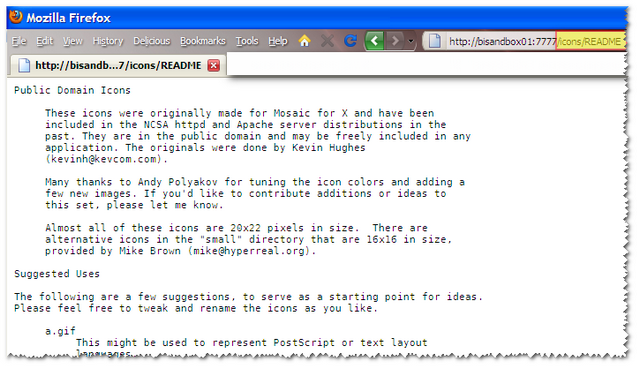 Mozilla Firefox
File Edit View History Delicious Bookmarks Tools Help http://bisandbox01:7777/icons/README
http://bisandb...7/icons/README
Public Domain Icons
These icons were originally made for Mosaic for X and have been
included in the NCSA httpd and Apache server distributions in the
past. They are in the public domain and may be freely included in any
application. The originals were done by Kevin Hughes
(kevinh@kevcom.com).
Many thanks to Andy Polyakov for tuning the icon colors and adding a
few new images. If you'd like to contribute additions or ideas to
this set, please let me know.
Almost all of these icons are 20x22 pixels in size. There are
alternative icons in the "small" directory that are 16x16 in size,
provided by Mike Brown (mike@hyperreal.org).
Suggested Uses
The following are a few suggestions, to serve as a starting point for ideas.
Please feel free to tweak and rename the icons as you like.
a.gif
This might be used to represent PostScript or text layout
languages.